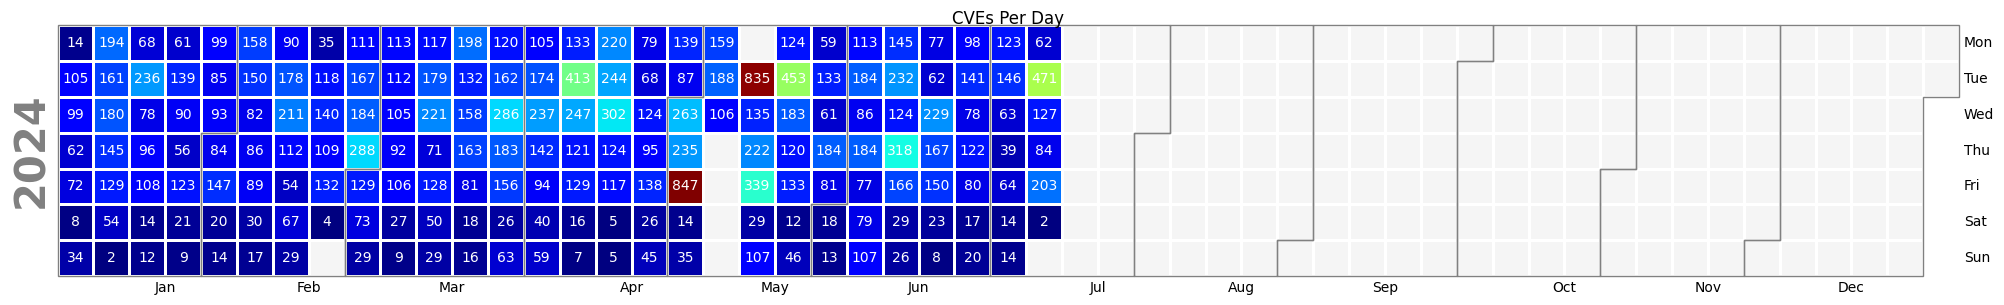 CVEs Per Day
2024
14 194 68 61 99 158 90 35 111 113 117 198 120 105 133 220 79 139 159 124 59 113 145 77 98 123 62 Mon
105 161 236 139 85 150 178 118 167 112 179 132 162 174 413 244 68 87 188 835 453 133 184 232 62 141 146 471 Tue
99 180 78 90 93 82 211 140 184 105 221 158 286 237 247 302 124 263 106 135 183 61 86 124 229 78 63 127 Wed
62 145 96 56 84 86 112 109 288 92 71 163 183 142 121 124 95 235 222 120 184 184 318 167 122 39 84 Thu
72 129 108 123 147 89 54 132 129 106 128 81 156 94 129 117 138 847 339 133 81 77 166 150 80 64 203 Fri
8 54 14 21 20 30 67 4 73 27 50 18 26 40 16 5 26 14 29 12 18 79 29 23 17 14 2 Sat
34 2 12 9 14 17 29 29 9 29 16 63 59 7 5 45 35 107 46 13 107 26 8 20 14 Sun
Jan Feb Mar Apr May Jun Jul Aug Sep Oct Nov Dec